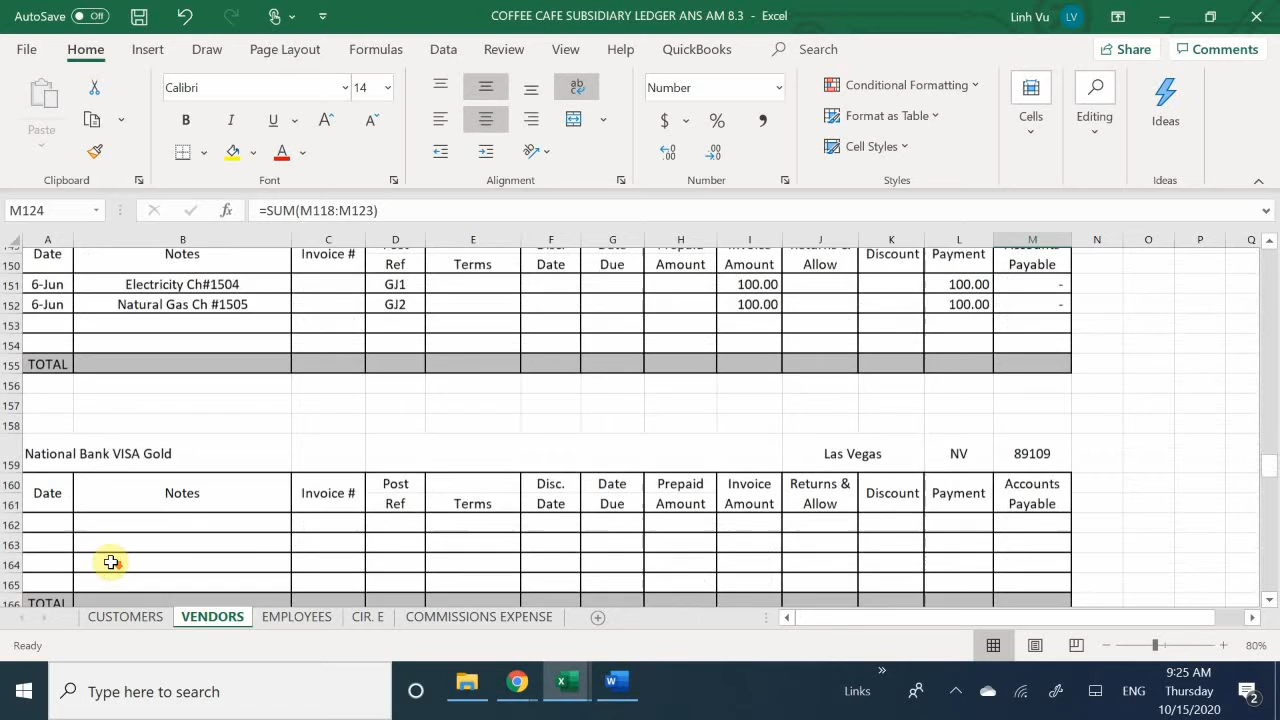 AutoSave Off COFFEE CAFE SUBSIDIARY LEDGER ANS AM 8.3 - Excel Linh Vu LV
File Home Insert Draw Page Layout Formulas Data Review View Help QuickBooks Search Share Comments
Paste Calibri 14 Number Conditional Formatting Cells Editing Ideas
B I U A A $ % Format as Table
A Cell Styles
Clipboard Font Alignment Number Styles Ideas
M124 fx =SUM(M118:M123)
A B C D E F G H I J K L M N O P Q
Date Notes Invoice # Terms Date Due Amount Amount Allow Discount Payment
150 Ref Payable
151 6-Jun Electricity Ch#1504 GJ1 100.00 100.00 -
152 6-Jun Natural Gas Ch #1505 GJ2 100.00 100.00 -
153
154
155 TOTAL
156
157
158
159 National Bank VISA Gold Las Vegas NV 89109
160 Post Disc. Date Prepaid Invoice Returns & Accounts
Date Notes Invoice # Discount Payment
161 Ref Terms Date Due Amount Amount Allow Payable
162
163
164
165
166 TOTAL
CUSTOMERS VENDORS EMPLOYEES CIR. E COMMISSIONS EXPENSE
Ready 80%
Type here to search Links ENG 9:25 AM
Thursday
10/15/2020 2